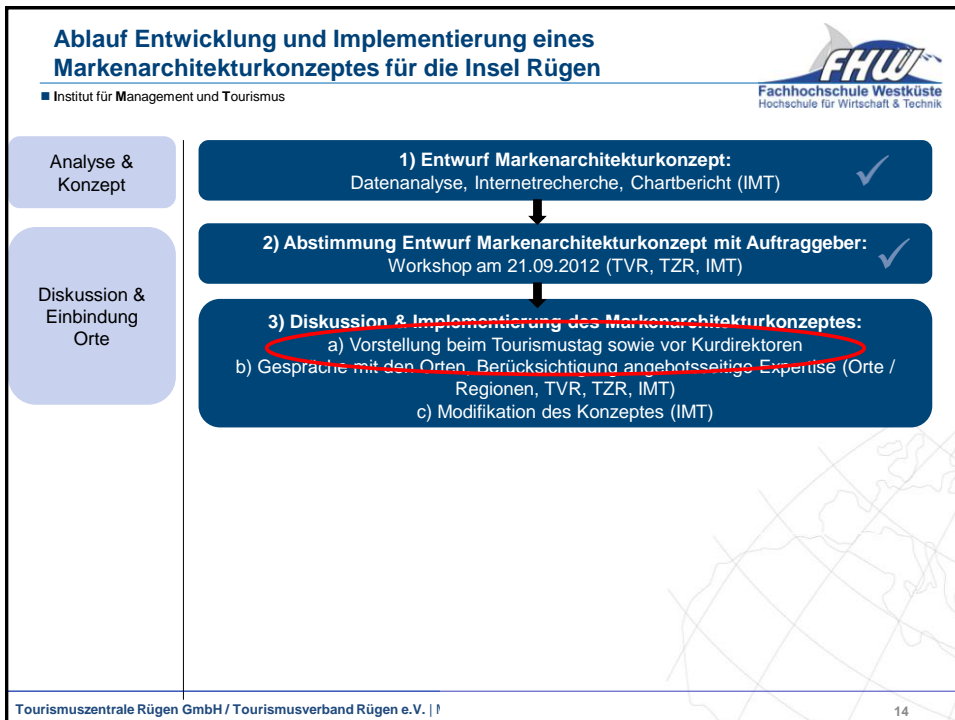 Ablauf Entwicklung und Implementierung eines
Markenarchitekturkonzeptes für die Insel Rügen
Institut für Management und Tourismus
FHW
Fachhochschule Westküste
Hochschule für Wirtschaft & Technik
Analyse &
Konzept
1) Entwurf Markenarchitekturkonzept:
Datenanalyse, Internetrecherche, Chartbericht (IMT)
Diskussion &
Einbindung
Orte
2) Abstimmung Entwurf Markenarchitekturkonzept mit Auftraggeber:
Workshop am 21.09.2012 (TVR, TZR, IMT)
3) Diskussion & Implementierung des Markenarchitekturkonzeptes:
a) Vorstellung beim Tourismustag sowie vor Kurdirektoren
b) Gespräche mit den Orten, Berücksichtigung angebotsseitige Expertise (Orte /
Regionen, TVR, TZR, IMT)
c) Modifikation des Konzeptes (IMT)
Tourismuszentrale Rügen GmbH / Tourismusverband Rügen e.V. |
14